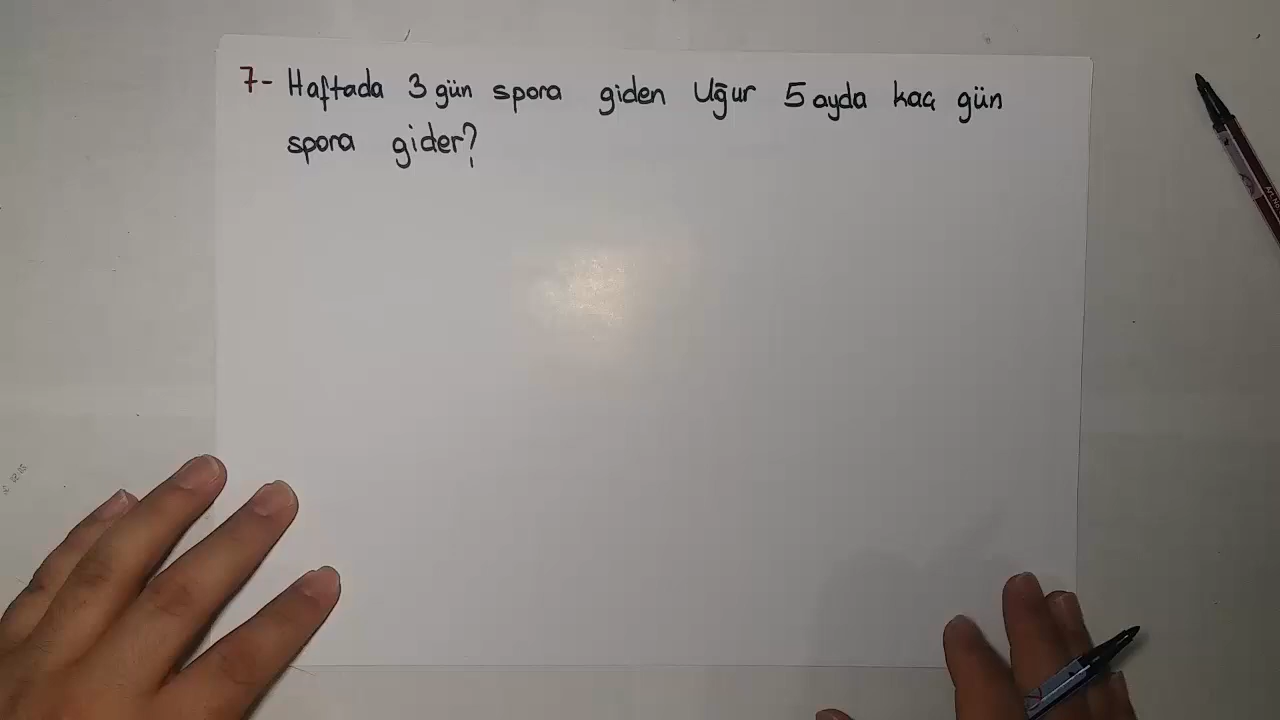 7- Haftada 3 gün spora giden Uğur 5 ayda kaç gün
spora gider?